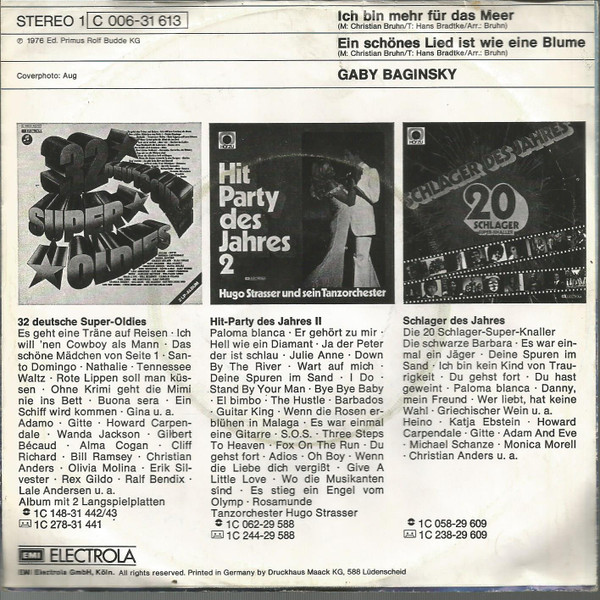 STEREO 1 C 006-31 613
℗ 1976 Ed. Primus Rolf Budde KG
Coverphoto: Aug
Ich bin mehr für das Meer
(M: Christian Bruhn/T: Hans Bradtke/Arr.: Bruhn)
Ein schönes Lied ist wie eine Blume
(M: Christian Bruhn/T: Hans Bradtke/Arr.: Bruhn)
GABY BAGINSKY
32
SUPER
OLDIES
2 LP-ALBUM
HÖRZU
Hit
Party
des
Jahres
2
Hugo Strasser und sein Tanzorchester
HÖRZU
SCHLAGER DES JAHRES
20
SCHLAGER
SUPER-KNALLER
32 deutsche Super-Oldies
Es geht eine Träne auf Reisen · Ich
will 'nen Cowboy als Mann · Das
schöne Mädchen von Seite 1 · San-
to Domingo · Nathalie · Tennessee
Waltz · Rote Lippen soll man küs-
sen · Ohne Krimi geht die Mimi
nie ins Bett · Buona sera · Ein
Schiff wird kommen · Gina u. a.
Adamo · Gitte · Howard Carpen-
dale · Wanda Jackson · Gilbert
Bécaud · Alma Cogan · Cliff
Richard · Bill Ramsey · Christian
Anders · Olivia Molina · Erik Sil-
vester · Rex Gildo · Ralf Bendix ·
Lale Andersen u. a.
Album mit 2 Langspielplatten
1C 148-31 442/43
1C 278-31 441
Hit-Party des Jahres II
Paloma blanca · Er gehört zu mir ·
Hell wie ein Diamant · Ja der Peter
der ist schlau · Julie Anne · Down
By The River · Wart auf mich ·
Deine Spuren im Sand · I Do ·
Stand By Your Man · Bye Bye Baby
· El bimbo · The Hustle · Barbados
· Guitar King · Wenn die Rosen er-
blühen in Malaga · Es war einmal
eine Gitarre · S.O.S. · Three Steps
To Heaven · Fox On The Run · Du
gehst fort · Adios · Oh Boy · Wenn
die Liebe dich vergißt · Give A
Little Love · Wo die Musikanten
sind · Es stieg ein Engel vom
Olymp · Rosamunde
Tanzorchester Hugo Strasser
1C 062-29 588
1C 244-29 588
Schlager des Jahres
Die 20 Schlager-Super-Knaller
Die schwarze Barbara · Es war ein-
mal ein Jäger · Deine Spuren im
Sand · Ich bin kein Kind von Trau-
rigkeit · Du gehst fort · Du hast
geweint · Paloma blanca · Danny,
mein Freund · Wer liebt, hat keine
Wahl · Griechischer Wein u. a.
Heino · Katja Ebstein · Howard
Carpendale · Gitte · Adam And Eve
· Michael Schanze · Monica Morell
· Christian Anders u. a.
1C 058-29 609
1C 238-29 609
EMI ELECTROLA
EMI Electrola GmbH, Köln. All rights reserved. Printed in Germany by Druckhaus Maack KG, 588 Lüdenscheid